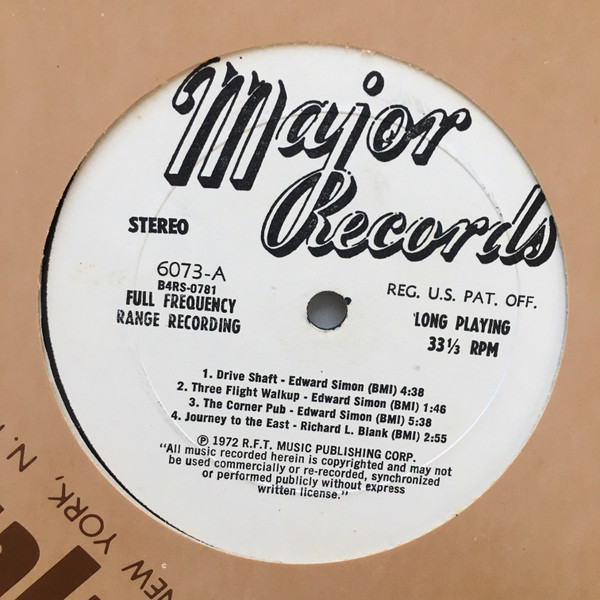 Major
Records
STEREO
6073-A
B4RS-0781
FULL FREQUENCY
RANGE RECORDING
REG. U.S. PAT. OFF.
LONG PLAYING
33⅓ RPM
1. Drive Shaft - Edward Simon (BMI) 4:38
2. Three Flight Walkup - Edward Simon (BMI) 1:46
3. The Corner Pub - Edward Simon (BMI) 5:38
4. Journey to the East - Richard L. Blank (BMI) 2:55
℗ 1972 R.F.T. MUSIC PUBLISHING CORP.
"All music recorded herein is copyrighted and may not
be used commercially or re-recorded, synchronized
or performed publicly without express
written license."
NEW YORK, N.